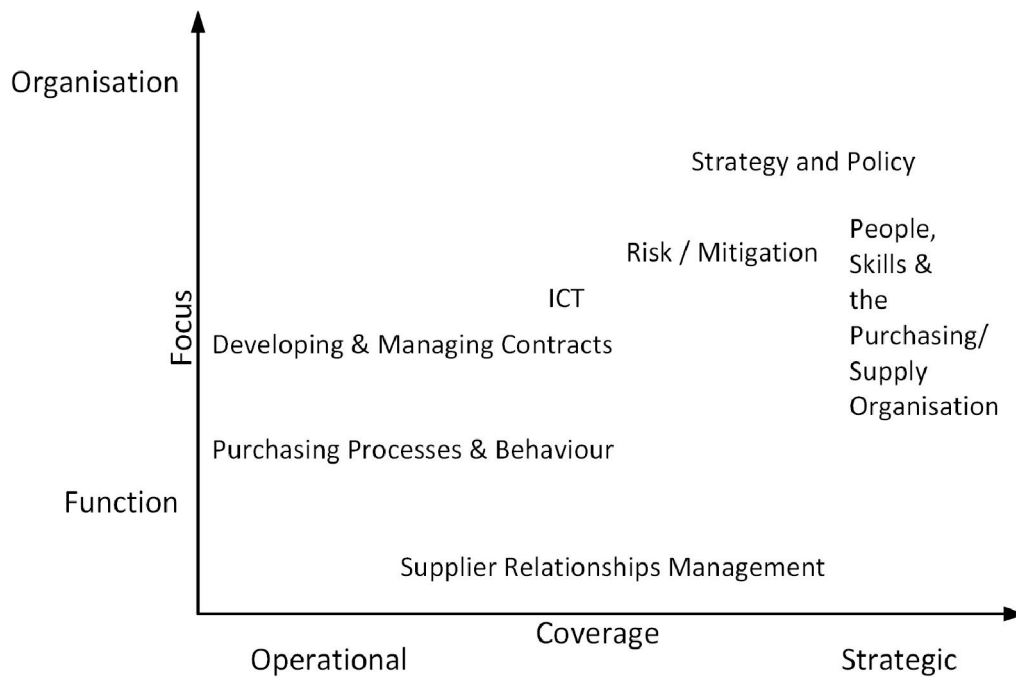 Organisation
Strategy and Policy
People,
Skills &
the
Purchasing/
Supply
Organisation
Risk / Mitigation
ICT
Focus
Developing & Managing Contracts
Purchasing Processes & Behaviour
Function
Supplier Relationships Management
Coverage
Operational
Strategic